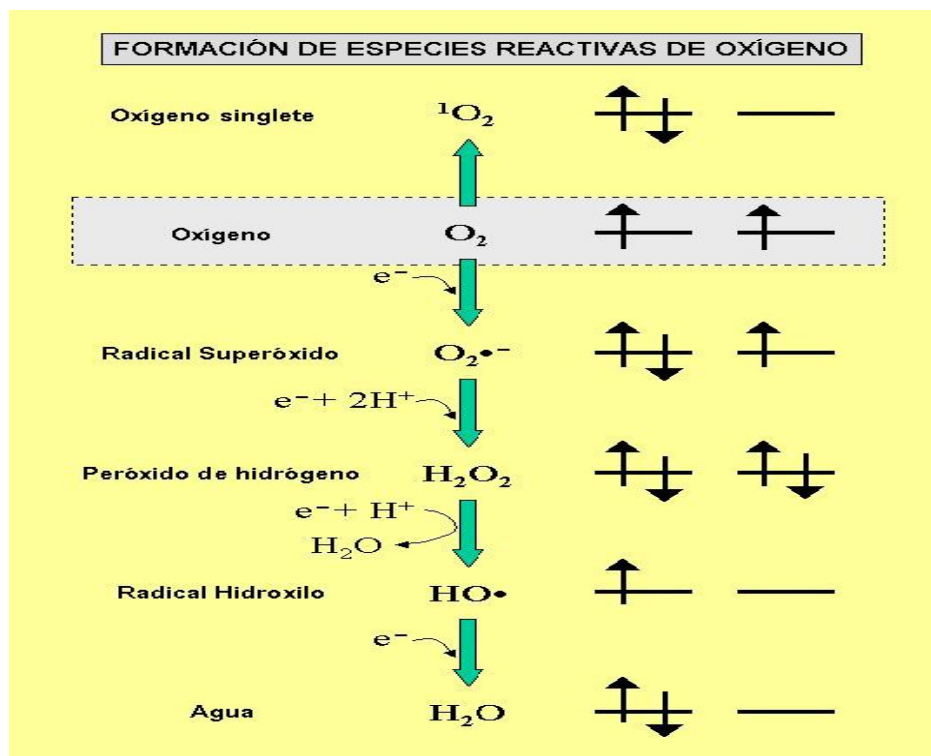 FORMACIÓN DE ESPECIES REACTIVAS DE OXÍGENO
Oxígeno singlete ¹O₂
Oxígeno O₂
e⁻
Radical Superóxido O₂•⁻
e⁻+ 2H⁺
Peróxido de hidrógeno H₂O₂
e⁻+ H⁺
H₂O
Radical Hidroxilo HO•
e⁻
Agua H₂O